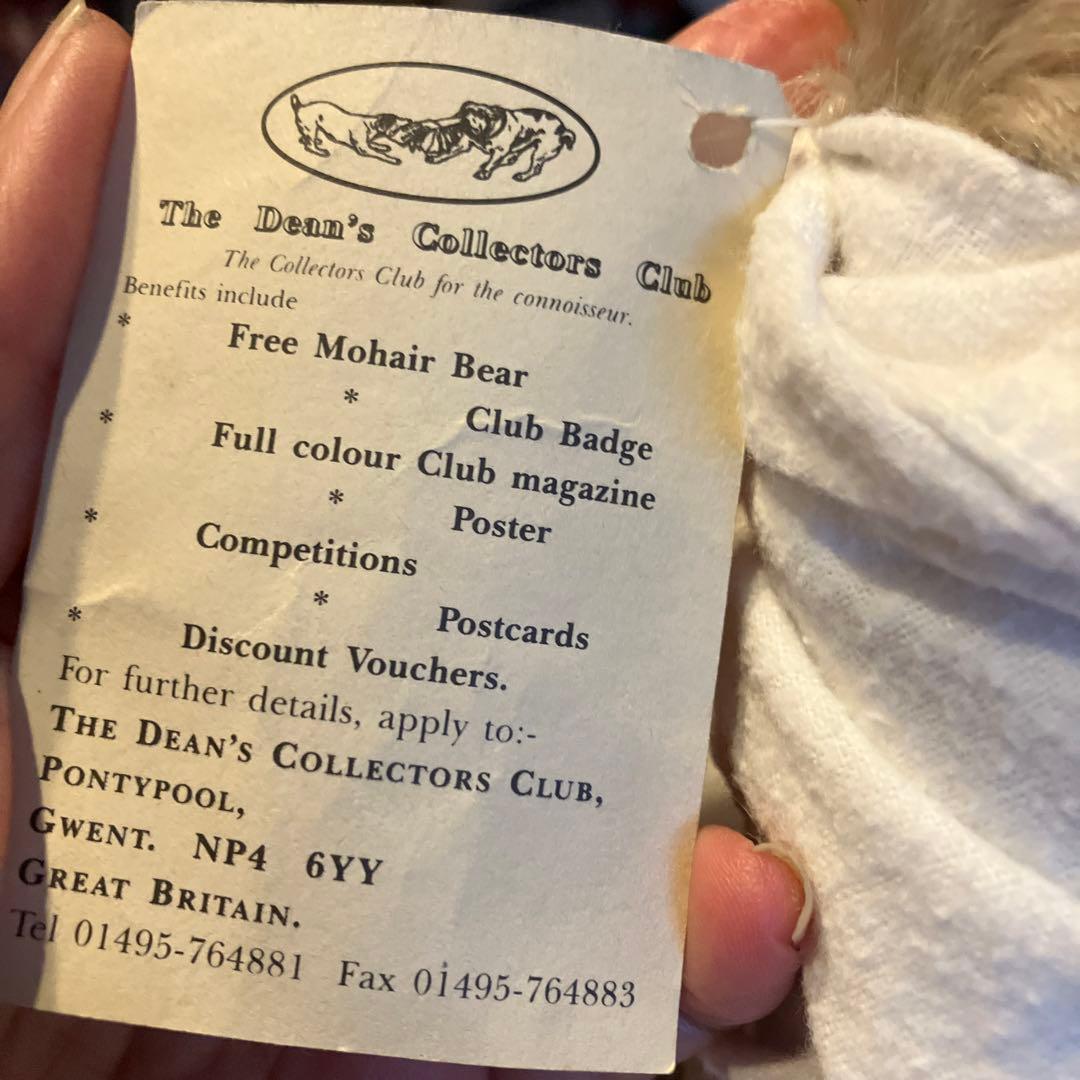 The Dean's Collectors Club
The Collectors Club for the connoisseur.
Benefits include
* Free Mohair Bear
* Club Badge
* Full colour Club magazine
* Poster
* Competitions
* Postcards
* Discount Vouchers.
For further details, apply to:-
THE DEAN'S COLLECTORS CLUB,
PONTYPOOL,
GWENT. NP4 6YY
GREAT BRITAIN.
Tel 01495-764881 Fax 01495-764883